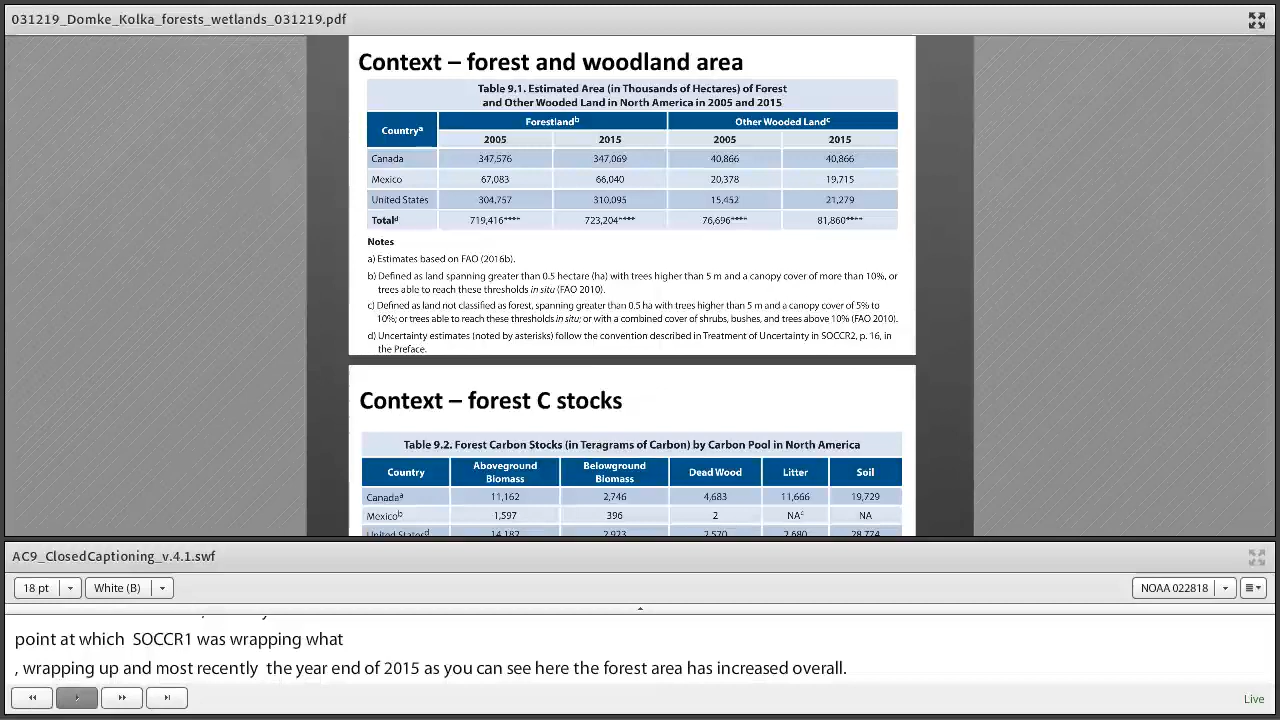 031219_Domke_Kolka_forests_wetlands_031219.pdf
Context – forest and woodland area
Table 9.1. Estimated Area (in Thousands of Hectares) of Forest
and Other Wooded Land in North America in 2005 and 2015
Countryᵃ Forestlandᵇ Other Wooded Landᶜ
2005 2015 2005 2015
Canada 347,576 347,069 40,866 40,866
Mexico 67,083 66,040 20,378 19,715
United States 304,757 310,095 15,452 21,279
Totalᵈ 719,416**** 723,204**** 76,696**** 81,860****
Notes
a) Estimates based on FAO (2016b).
b) Defined as land spanning greater than 0.5 hectare (ha) with trees higher than 5 m and a canopy cover of more than 10%, or
trees able to reach these thresholds in situ (FAO 2010).
c) Defined as land not classified as forest, spanning greater than 0.5 ha with trees higher than 5 m and a canopy cover of 5% to
10%; or trees able to reach these thresholds in situ; or with a combined cover of shrubs, bushes, and trees above 10% (FAO 2010).
d) Uncertainty estimates (noted by asterisks) follow the convention described in Treatment of Uncertainty in SOCCR2, p. 16, in
the Preface.
Context – forest C stocks
Table 9.2. Forest Carbon Stocks (in Teragrams of Carbon) by Carbon Pool in North America
Country Aboveground Biomass Belowground Biomass Dead Wood Litter Soil
Canadaᵃ 11,162 2,746 4,683 11,666 19,729
Mexicoᵇ 1,597 396 2 NAᶜ NA
United Statesᵈ 14,187 2,923 2,570 2,680 28,774
AC9_ClosedCaptioning_v.4.1.swf
18 pt White (B) NOAA 022818
point at which SOCCR1 was wrapping what
, wrapping up and most recently the year end of 2015 as you can see here the forest area has increased overall.
Live